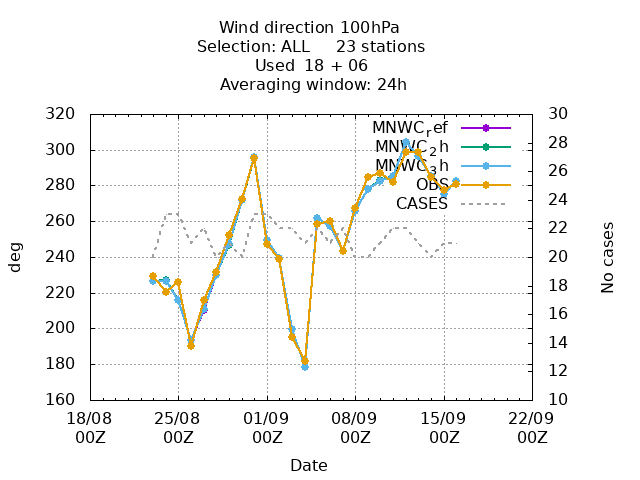 Wind direction 100hPa
Selection: ALL 23 stations
Used 18 + 06
Averaging window: 24h
320
300
280
260
240
220
200
180
160
30
28
26
24
22
20
18
16
14
12
10
deg
No cases
MNWC_ref
MNWC_2h
MNWC_3h
OBS
CASES
18/08 25/08 01/09 08/09 15/09 22/09
00Z 00Z 00Z 00Z 00Z 00Z
Date